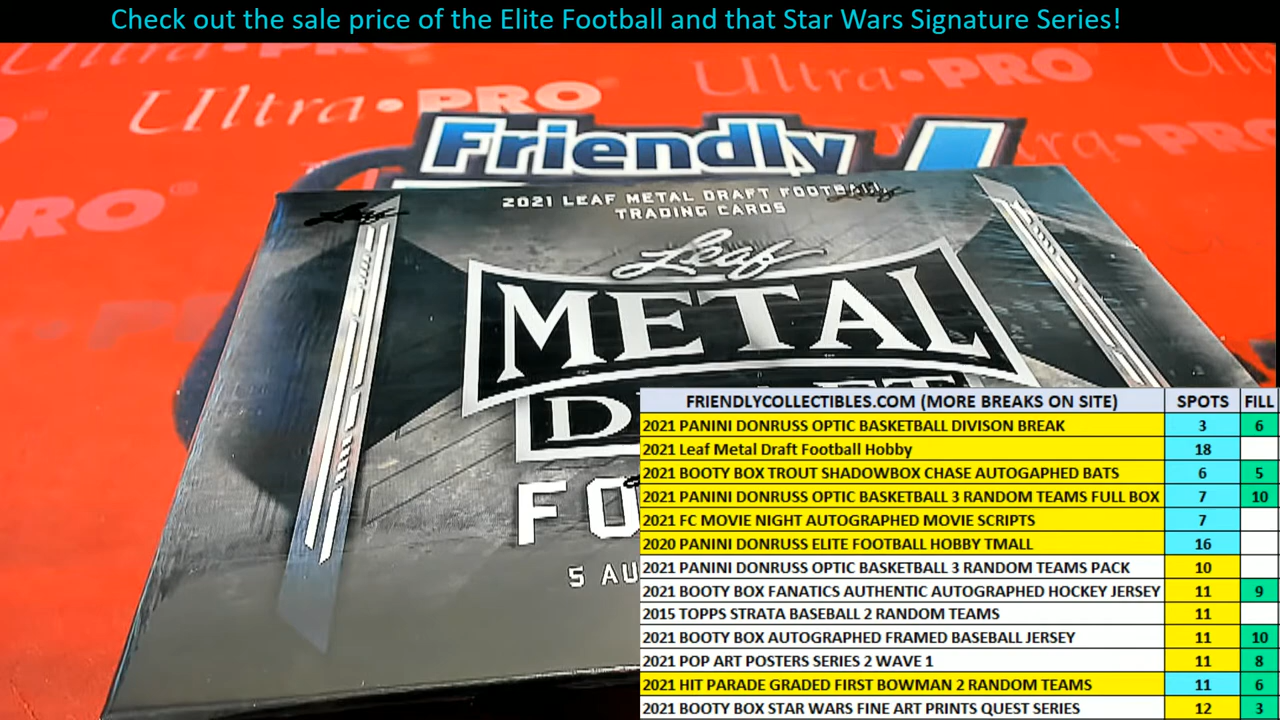 Check out the sale price of the Elite Football and that Star Wars Signature Series!
Ultra•PRO
Ultra•PRO
Ultra•PRO
PRO
Friendly
2021 LEAF METAL DRAFT FOOTBALL
TRADING CARDS
Leaf
METAL
FO
5 AU
FRIENDLYCOLLECTIBLES.COM (MORE BREAKS ON SITE) SPOTS FILL
2021 PANINI DONRUSS OPTIC BASKETBALL DIVISON BREAK 3 6
2021 Leaf Metal Draft Football Hobby 18
2021 BOOTY BOX TROUT SHADOWBOX CHASE AUTOGAPHED BATS 6 5
2021 PANINI DONRUSS OPTIC BASKETBALL 3 RANDOM TEAMS FULL BOX 7 10
2021 FC MOVIE NIGHT AUTOGRAPHED MOVIE SCRIPTS 7
2020 PANINI DONRUSS ELITE FOOTBALL HOBBY TMALL 16
2021 PANINI DONRUSS OPTIC BASKETBALL 3 RANDOM TEAMS PACK 10
2021 BOOTY BOX FANATICS AUTHENTIC AUTOGRAPHED HOCKEY JERSEY 11 9
2015 TOPPS STRATA BASEBALL 2 RANDOM TEAMS 11
2021 BOOTY BOX AUTOGRAPHED FRAMED BASEBALL JERSEY 11 10
2021 POP ART POSTERS SERIES 2 WAVE 1 11 8
2021 HIT PARADE GRADED FIRST BOWMAN 2 RANDOM TEAMS 11 6
2021 BOOTY BOX STAR WARS FINE ART PRINTS QUEST SERIES 12 3